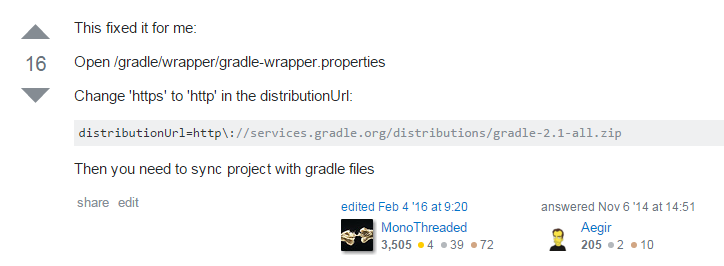 This fixed it for me:
16
Open /gradle/wrapper/gradle-wrapper.properties
Change 'https' to 'http' in the distributionUrl:
distributionUrl=http\://services.gradle.org/distributions/gradle-2.1-all.zip
Then you need to sync project with gradle files
share edit
edited Feb 4 '16 at 9:20
MonoThreaded
3,505 ● 4 ● 39 ● 72
answered Nov 6 '14 at 14:51
Aegir
205 ● 2 ● 10